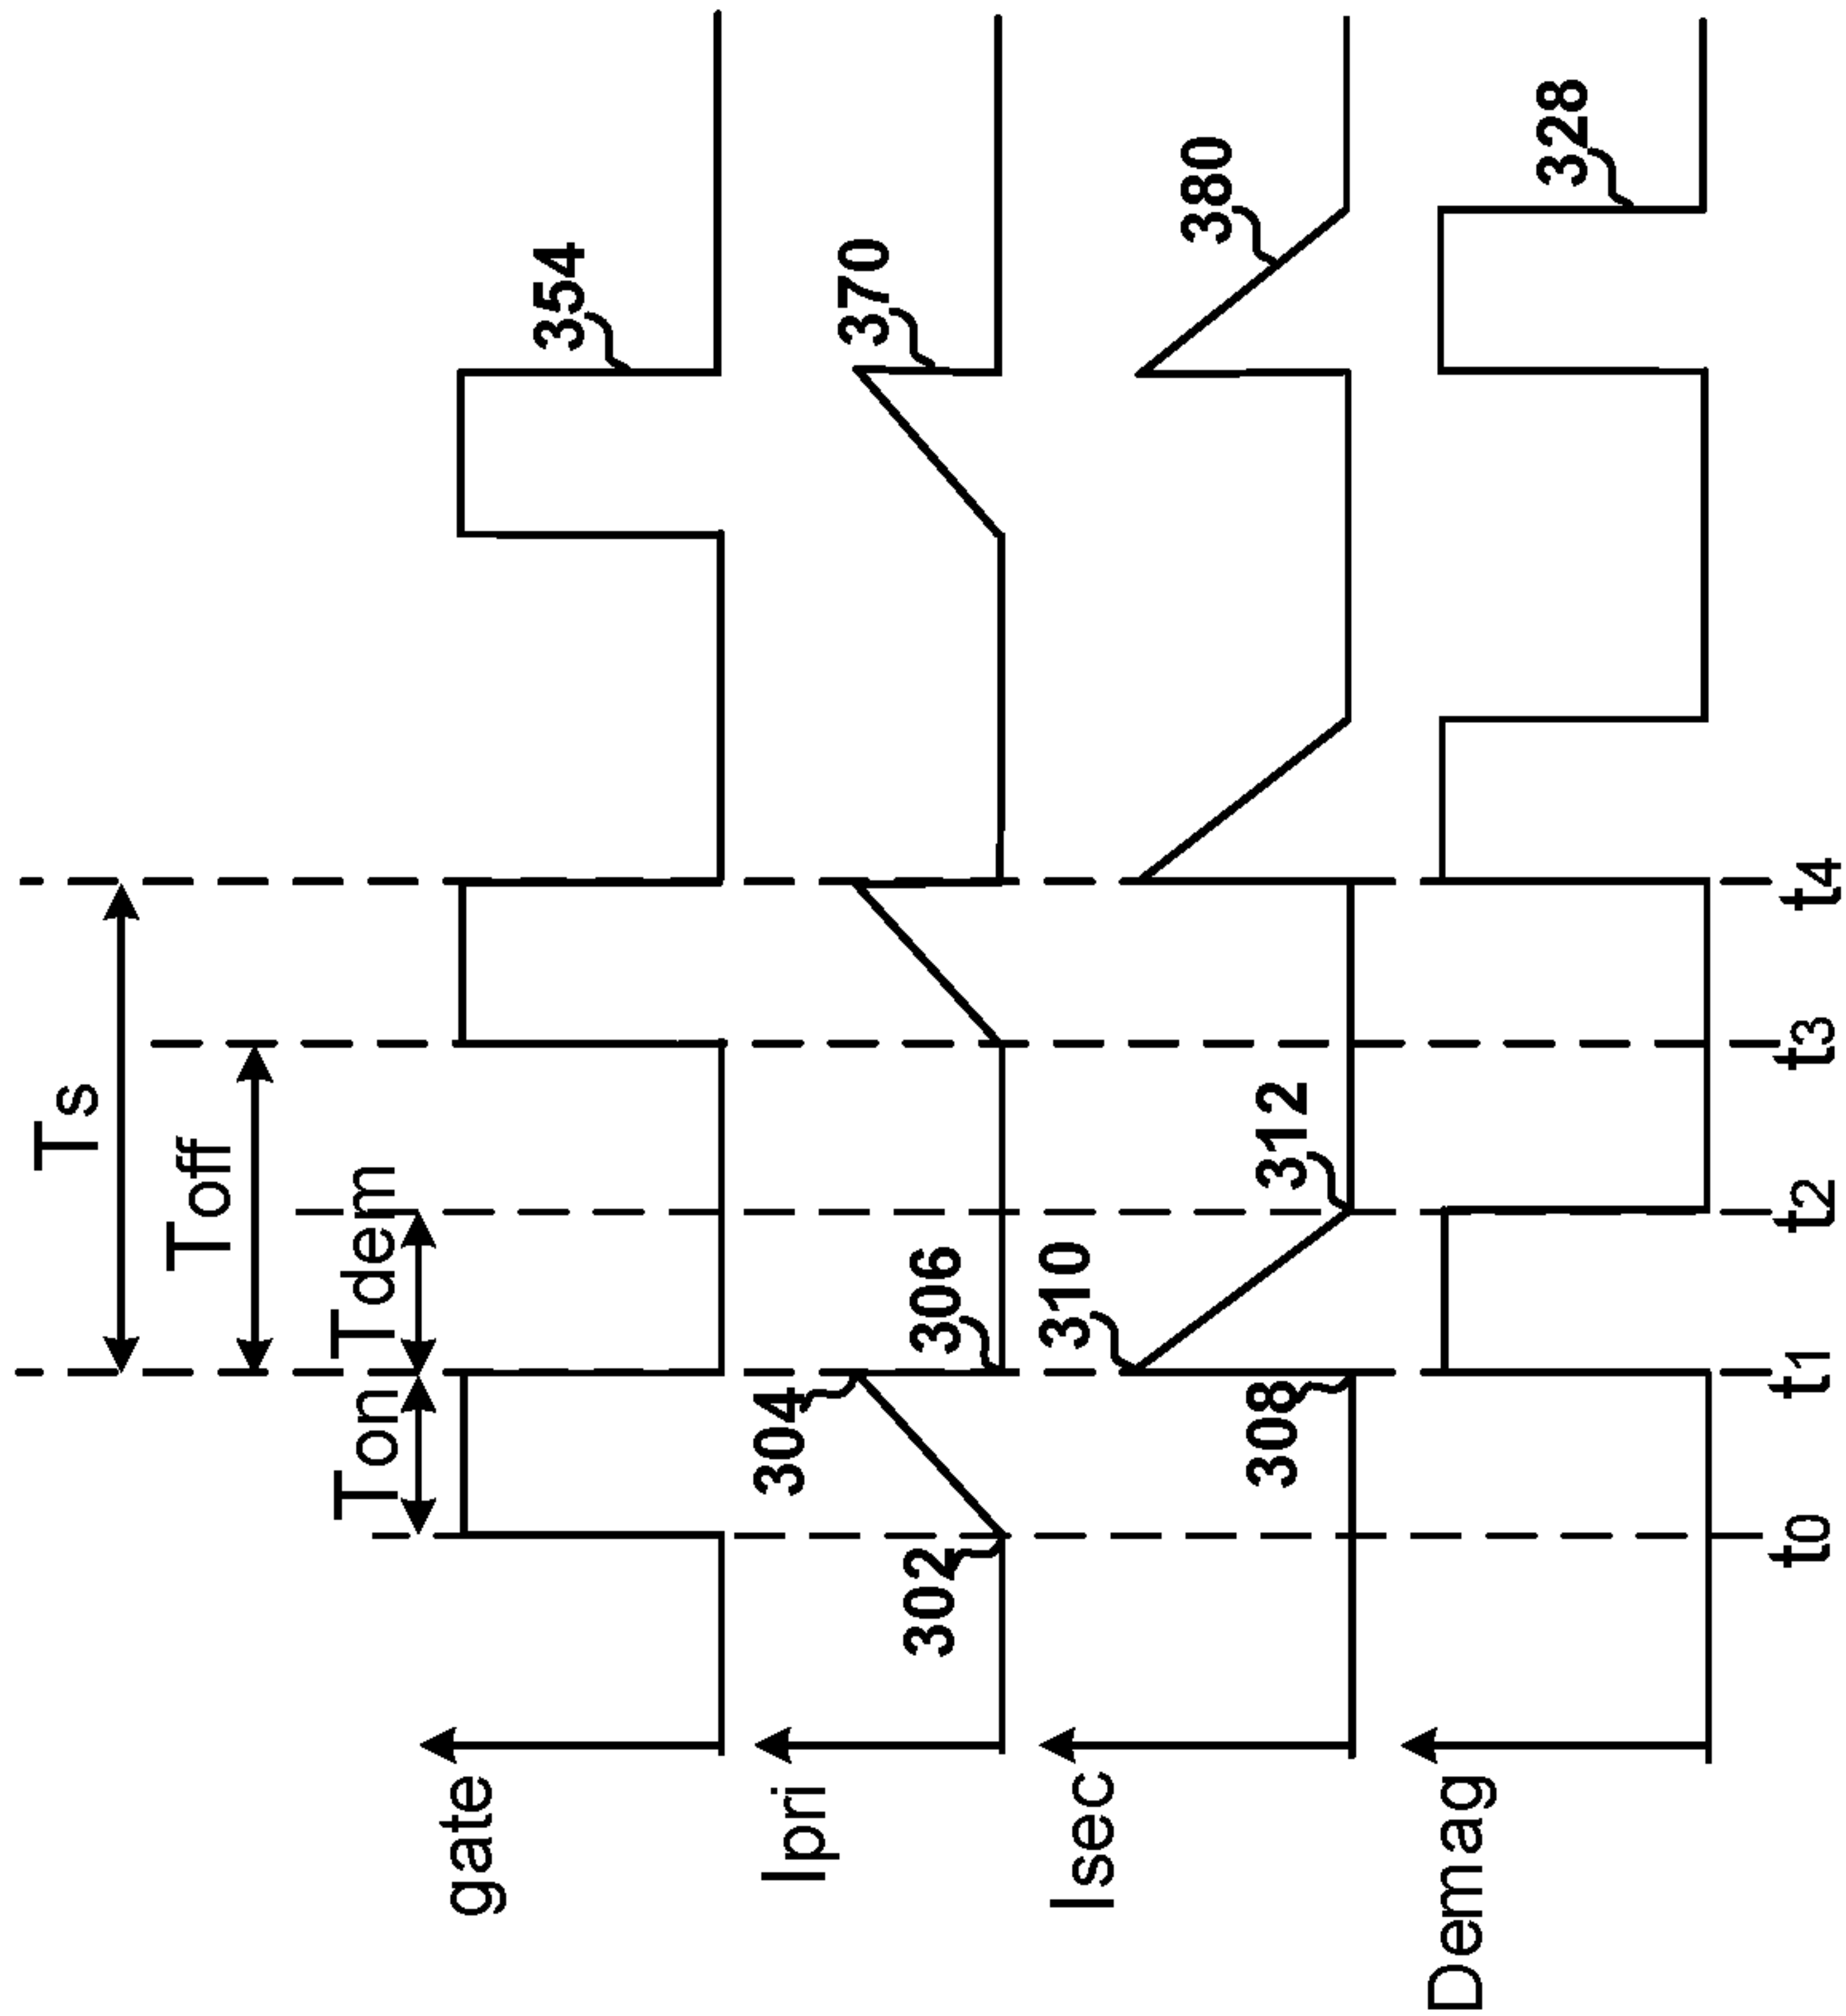 Ts
Toff
Ton
Tdem
gate
354
Ipri
302
304
306
370
Isec
308
310
312
380
Demag
328
t0
t1
t2
t3
t4